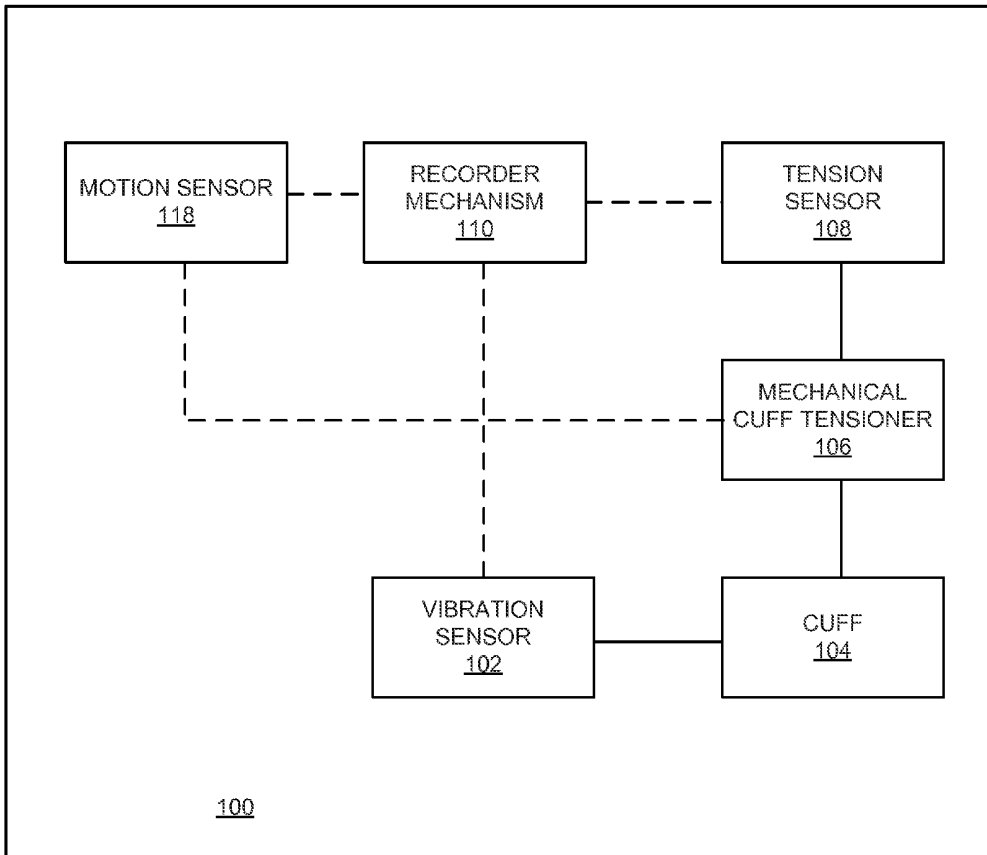 MOTION SENSOR
118
RECORDER
MECHANISM
110
TENSION
SENSOR
108
MECHANICAL
CUFF TENSIONER
106
VIBRATION
SENSOR
102
CUFF
104
100